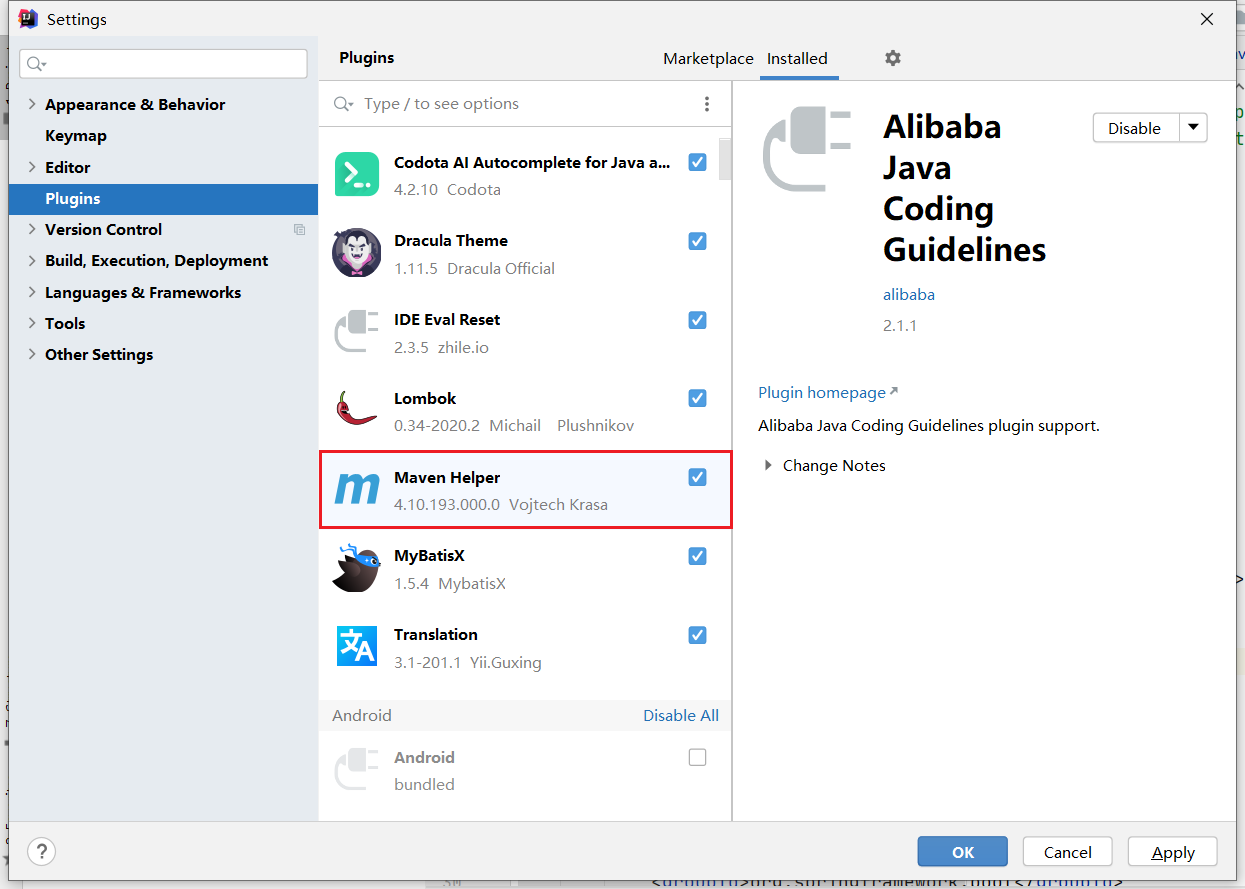 Settings
Plugins
Marketplace
Installed
Appearance & Behavior
Keymap
Editor
Plugins
Version Control
Build, Execution, Deployment
Languages & Frameworks
Tools
Other Settings
Type / to see options
Codota AI Autocomplete for Java a...
4.2.10 Codota
Dracula Theme
1.11.5 Dracula Official
IDE Eval Reset
2.3.5 zhile.io
Lombok
0.34-2020.2 Michail Plushnikov
m
Maven Helper
4.10.193.000.0 Vojtech Krasa
MyBatisX
1.5.4 MybatisX
文A
Translation
3.1-201.1 Yii.Guxing
Android
Disable All
Android
bundled
Alibaba
Java
Coding
Guidelines
Disable
alibaba
2.1.1
Plugin homepage
Alibaba Java Coding Guidelines plugin support.
Change Notes
?
OK
Cancel
Apply